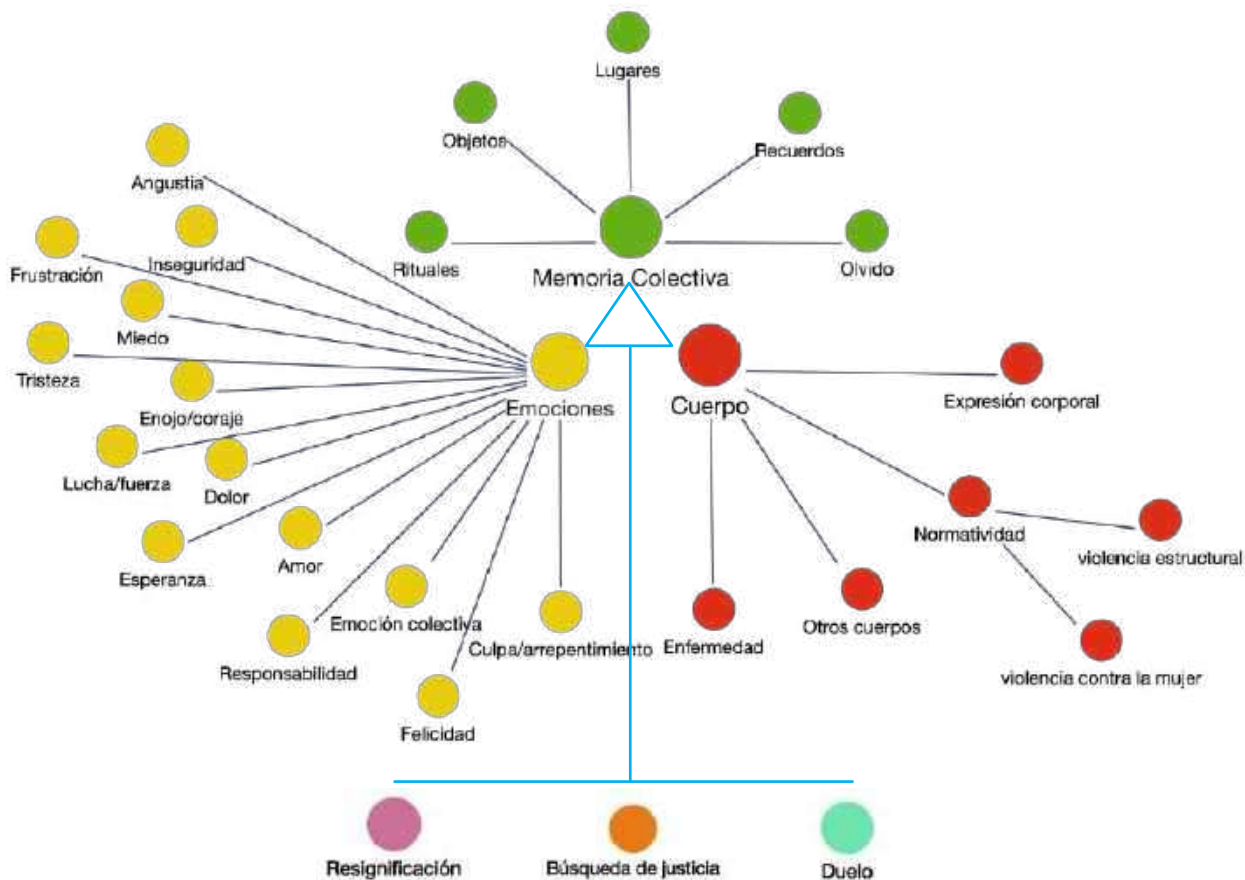 Lugares
Objetos
Recuerdos
Angustia
Rituales
Olvido
Inseguridad
Frustración
Memoria Colectiva
Miedo
Tristeza
Enojo/coraje
Emociones
Cuerpo
Expresión corporal
Lucha/fuerza
Dolor
Normatividad
violencia estructural
Esperanza
Amor
Emoción colectiva
Culpa/arrepentimiento
Enfermedad
Otros cuerpos
Responsabilidad
violencia contra la mujer
Felicidad
Resignificación
Búsqueda de justicia
Duelo